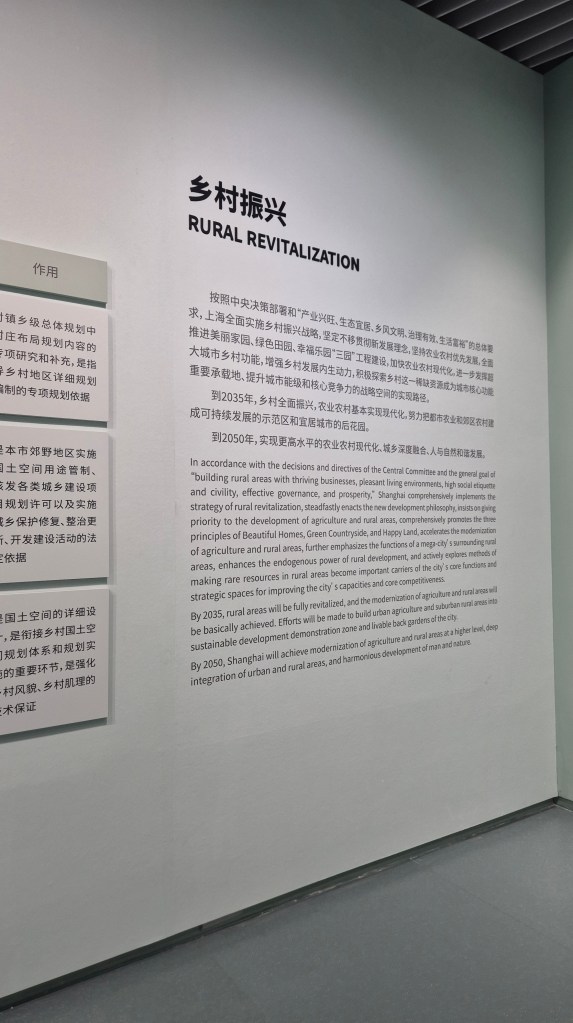 作用
村镇乡级总体规划中
村庄布局规划内容的
专项研究和补充，是指
导乡村地区详细规划
编制的专项规划依据
是本市郊野地区实施
国土空间用途管制、
核发各类城乡建设项
目规划许可以及实施
城乡保护修复、整治更
新、开发建设活动的法
定依据
是国土空间的详细设
计，是衔接乡村国土空
间规划体系和规划实
施的重要环节，是强化
乡村风貌、乡村肌理的
技术保证
乡村振兴
RURAL REVITALIZATION
按照中央决策部署和“产业兴旺、生态宜居、乡风文明、治理有效、生活富裕”的总体要
求，上海全面实施乡村振兴战略，坚定不移贯彻新发展理念，坚持农业农村优先发展，全面
推进美丽家园、绿色田园、幸福乐园“三园”工程建设，加快农业农村现代化，进一步发挥超
大城市乡村功能，增强乡村发展内生动力，积极探索乡村这一稀缺资源成为城市核心功能
重要承载地、提升城市能级和核心竞争力的战略空间的实现路径。
到2035年，乡村全面振兴，农业农村基本实现现代化，努力把都市农业和郊区农村建
成可持续发展的示范区和宜居城市的后花园。
到2050年，实现更高水平的农业农村现代化、城乡深度融合、人与自然和谐发展。
In accordance with the decisions and directives of the Central Committee and the general goal of
“building rural areas with thriving businesses, pleasant living environments, high social etiquette
and civility, effective governance, and prosperity,” Shanghai comprehensively implements the
strategy of rural revitalization, steadfastly enacts the new development philosophy, insists on giving
priority to the development of agriculture and rural areas, comprehensively promotes the three
principles of Beautiful Homes, Green Countryside, and Happy Land, accelerates the modernization
of agriculture and rural areas, further emphasizes the functions of a mega-city's surrounding rural
areas, enhances the endogenous power of rural development, and actively explores methods of
making rare resources in rural areas become important carriers of the city's core functions and
strategic spaces for improving the city's capacities and core competitiveness.
By 2035, rural areas will be fully revitalized, and the modernization of agriculture and rural areas will
be basically achieved. Efforts will be made to build urban agriculture and suburban rural areas into
sustainable development demonstration zone and livable back gardens of the city.
By 2050, Shanghai will achieve modernization of agriculture and rural areas at a higher level, deep
integration of urban and rural areas, and harmonious development of man and nature.